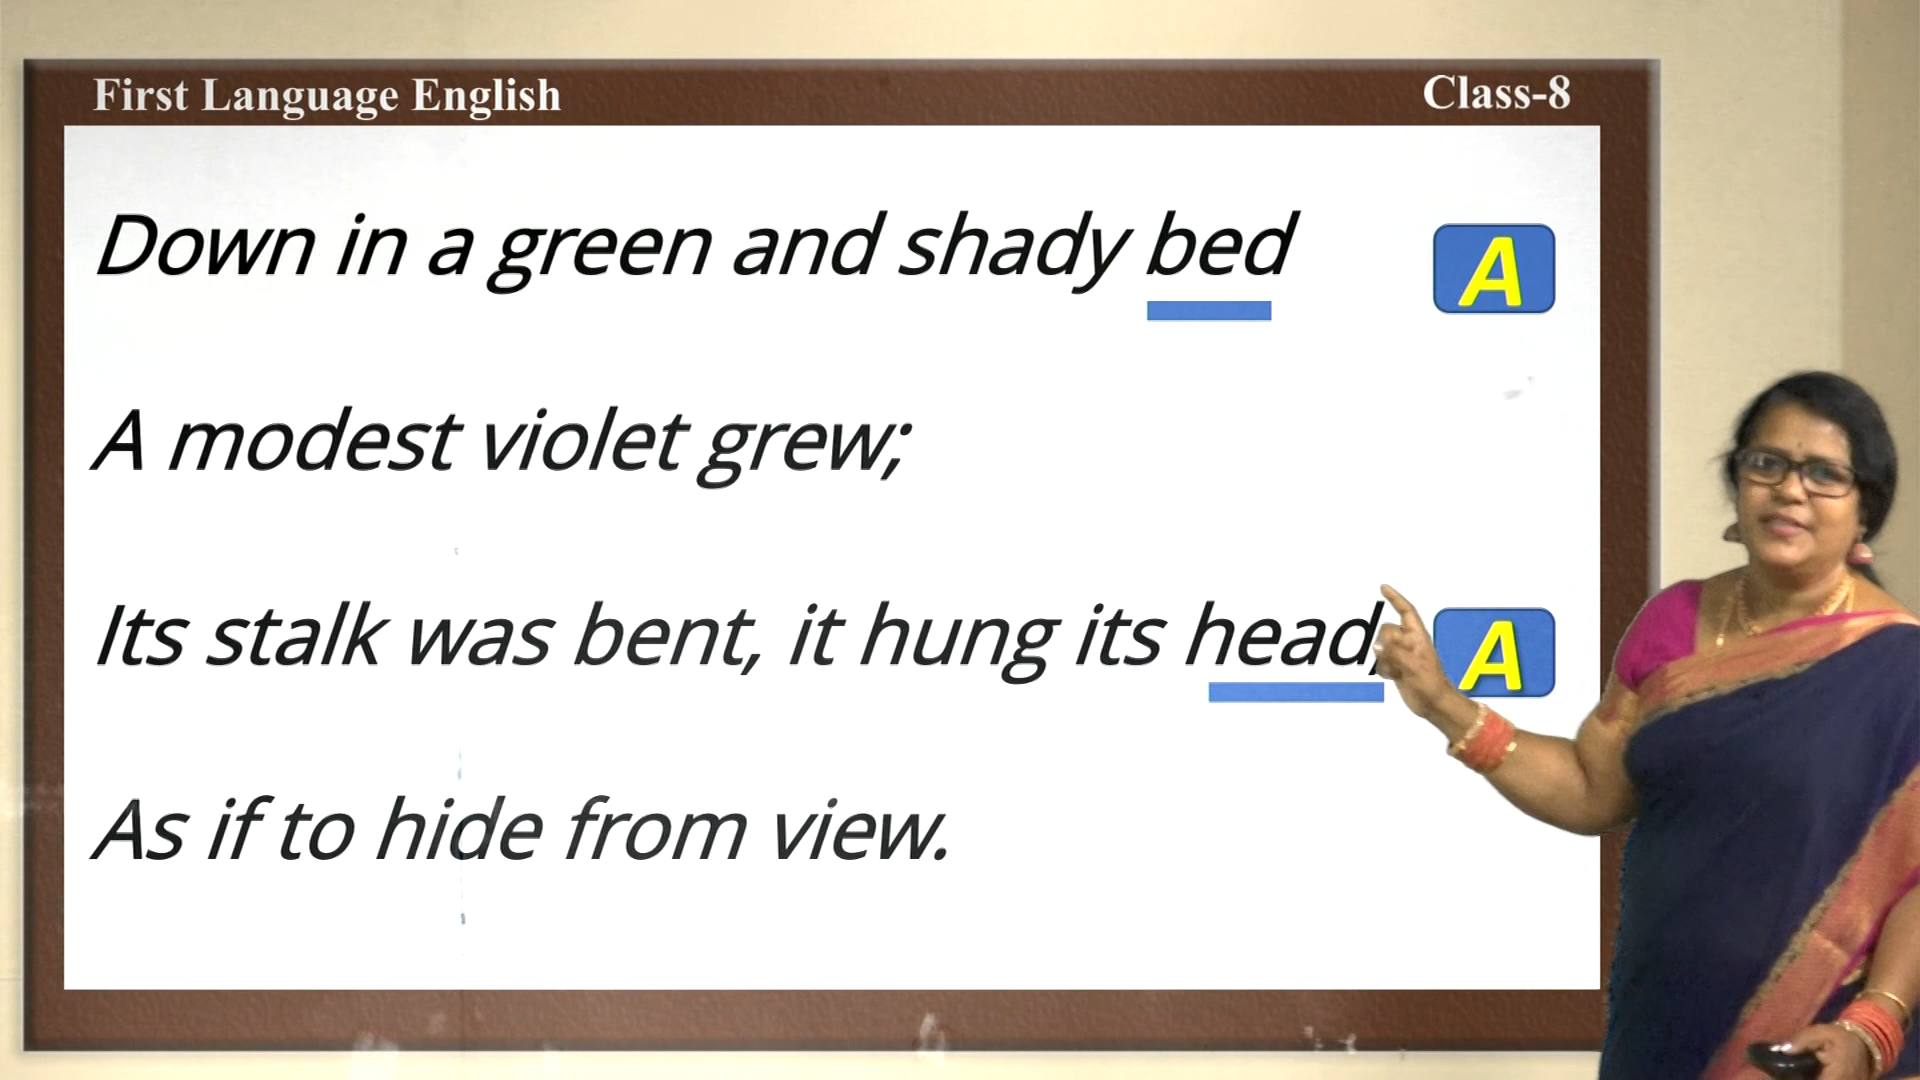 First Language English
Class-8
Down in a green and shady bed
A
A modest violet grew;
Its stalk was bent, it hung its head,
A
As if to hide from view.